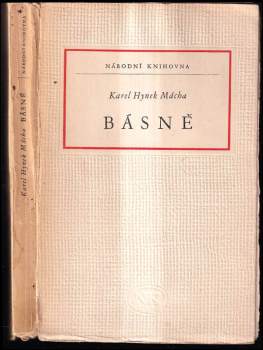 Karel Hynek Mácha BÁSNĚ
NÁRODNÍ KNIHOVNA
NÁRODNÍ KNIHOVNA
Karel Hynek Mácha
BÁSNĚ